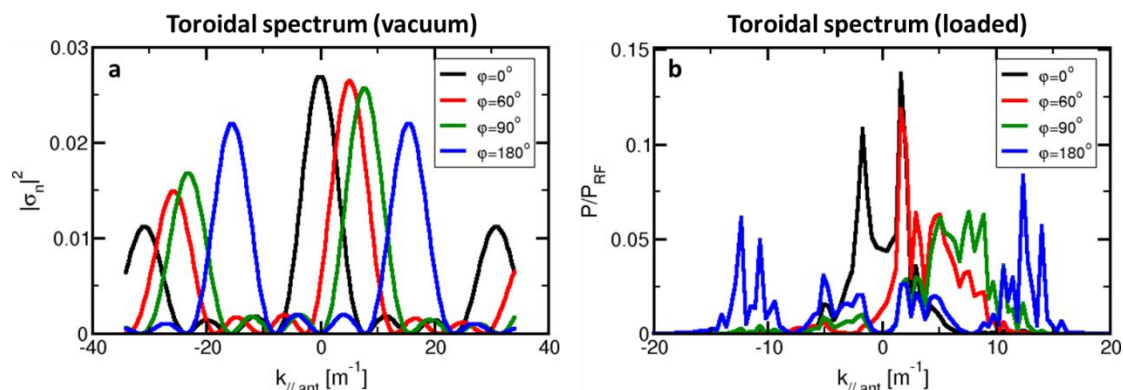 Toroidal spectrum (vacuum)
0.03
0.02
0.01
0
|σₙ|²
a
φ=0°
φ=60°
φ=90°
φ=180°
-40
-20
0
20
40
k// ant [m⁻¹]
Toroidal spectrum (loaded)
0.15
0.1
0.05
0
P/P_RF
b
φ=0°
φ=60°
φ=90°
φ=180°
-20
-10
0
10
20
k// ant [m⁻¹]